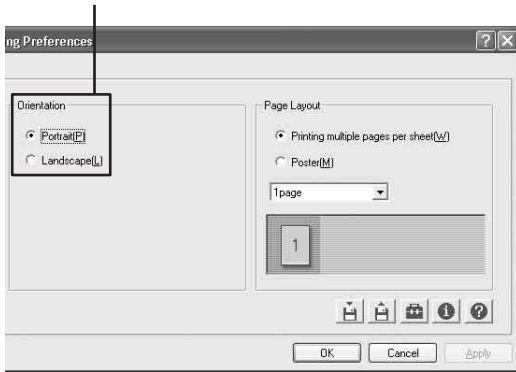 ng Preferences
Orientation
Portrait[P]
Landscape[L]
Page Layout
Printing multiple pages per sheet[W]
Poster[M]
1page
1
OK
Cancel
Apply